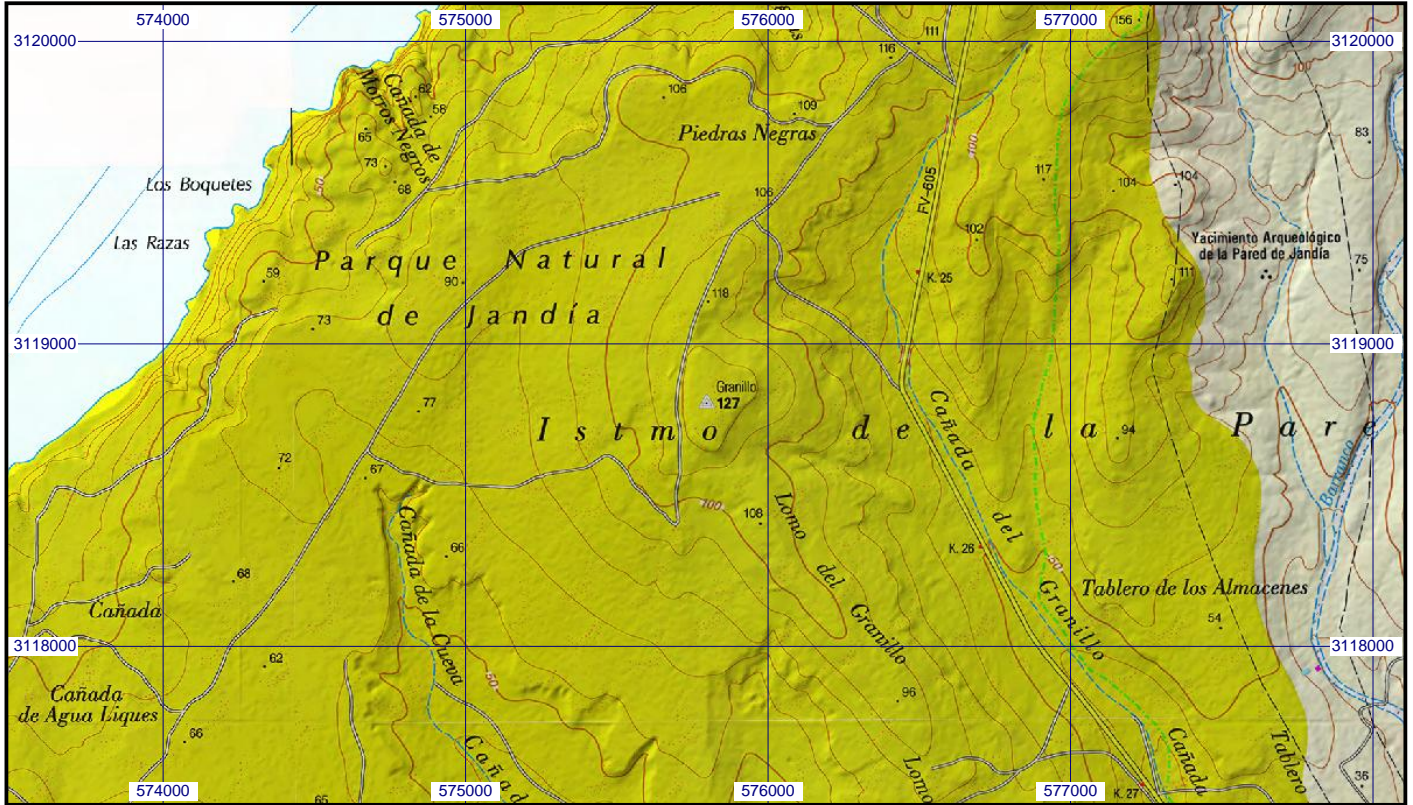 574000
575000
576000
577000
156
3120000
3120000
111
116
100
Cañada de
Morros Negros
62
58
106
109
65
Piedras Negras
83
100
73
68
50
Los Boquetes
117
104
104
106
FV-605
Las Razas
102
Yacimiento Arqueológico
de la Pared de Jandía
75
Parque Natural
de Jandía
59
90
K. 25
111
118
73
3119000
3119000
Granillo
127
77
Istmo de la Pare
94
72
67
Cañada del Granillo
Barranco
100
108
Lomo del Granillo
Cañada de la Cueva
66
K. 26
50
68
Tablero de los Almacenes
Cañada
54
3118000
3118000
62
50
Cañada
de Agua Liques
96
66
Cañad
Lomo
Cañada
Tablero
36
65
K. 27
574000
575000
576000
577000